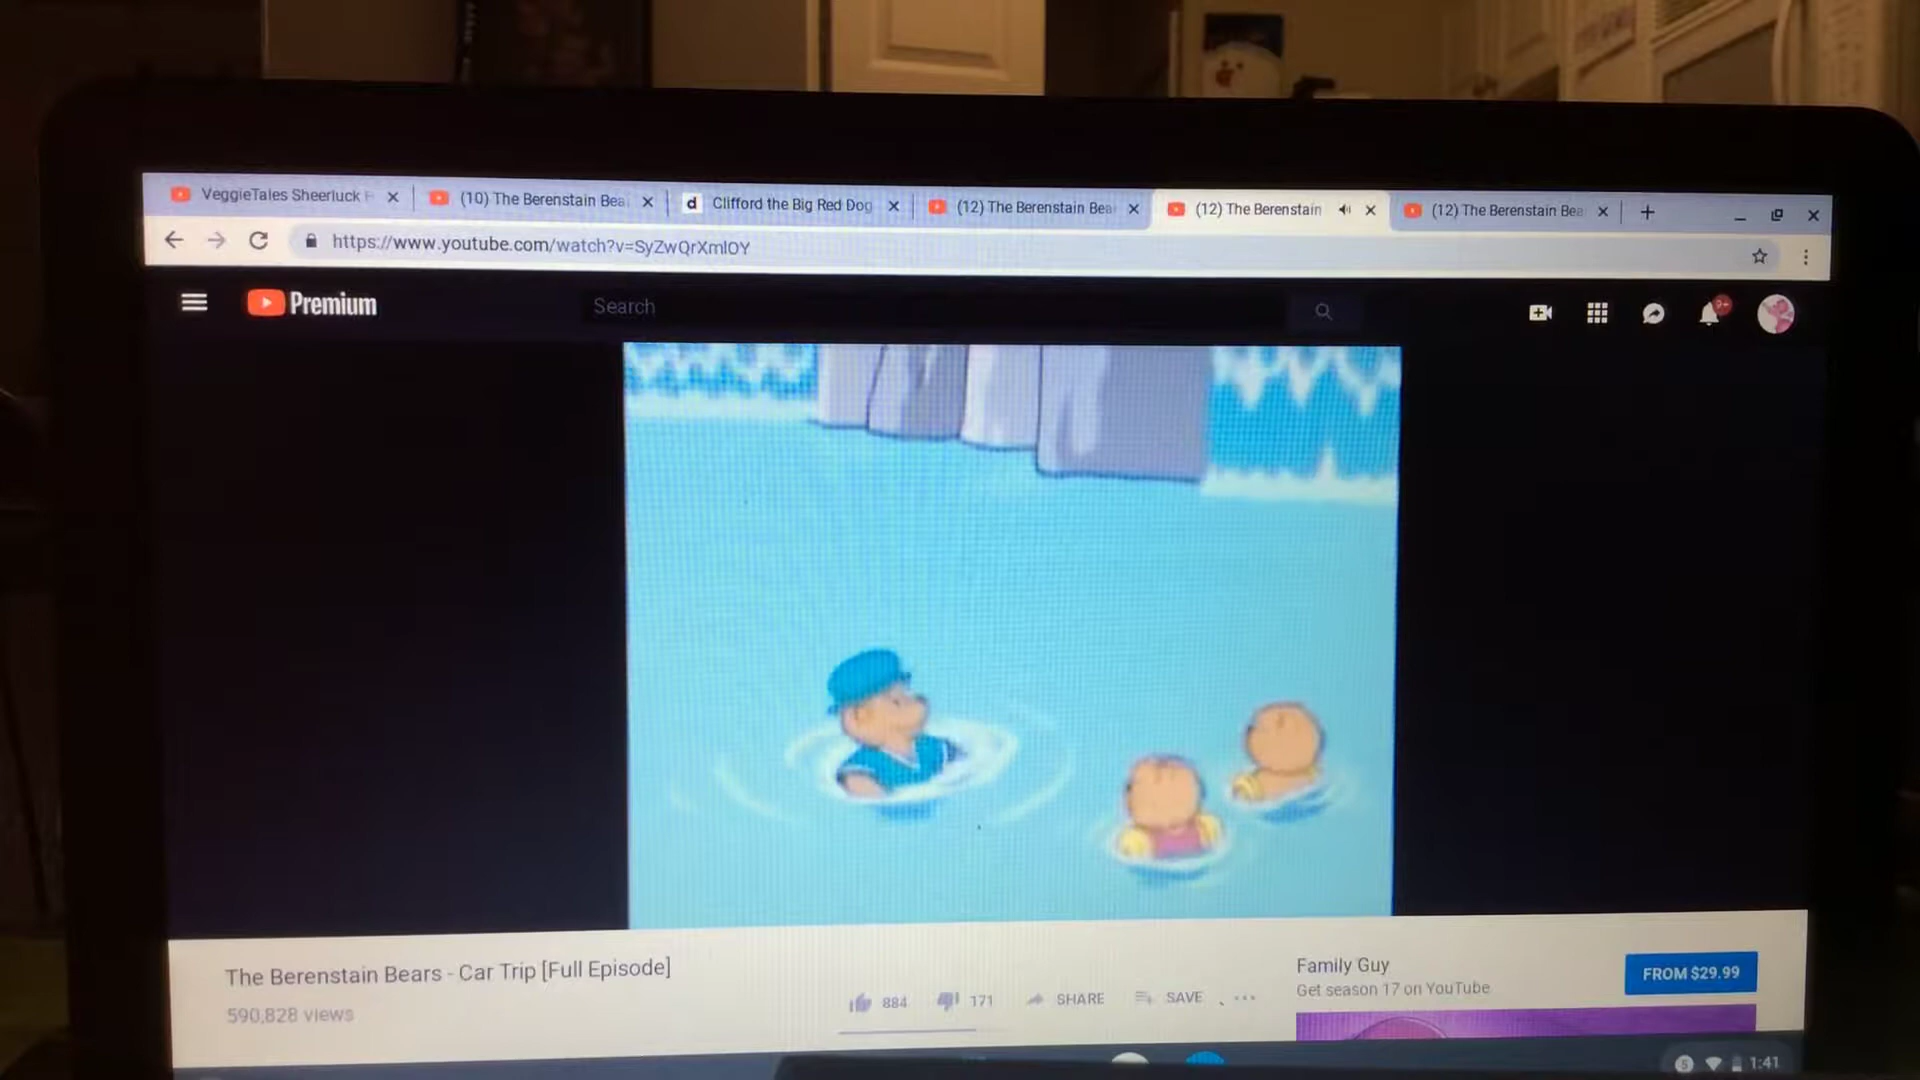 VeggieTales Sheerluck
(10) The Berenstain Bea
Clifford the Big Red Dog
(12) The Berenstain Bea
(12) The Berenstain
(12) The Berenstain Bea
https://www.youtube.com/watch?v=SyZwQrXmIOY
Premium
Search
9+
The Berenstain Bears - Car Trip [Full Episode]
590,828 views
884
171
SHARE
SAVE
Family Guy
Get season 17 on YouTube
FROM $29.99
1:41